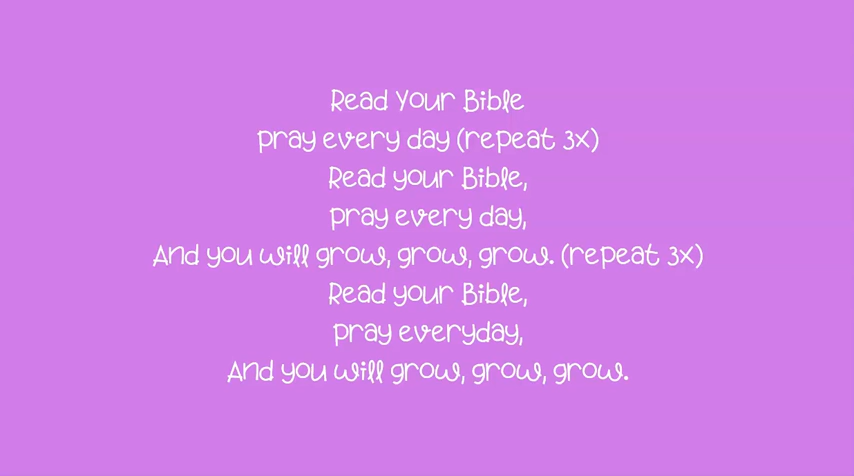 Read Your Bible
pray every day (repeat 3x)
Read your Bible,
pray every day,
And you will grow, grow, grow. (repeat 3x)
Read your Bible,
pray everyday,
And you will grow, grow, grow.